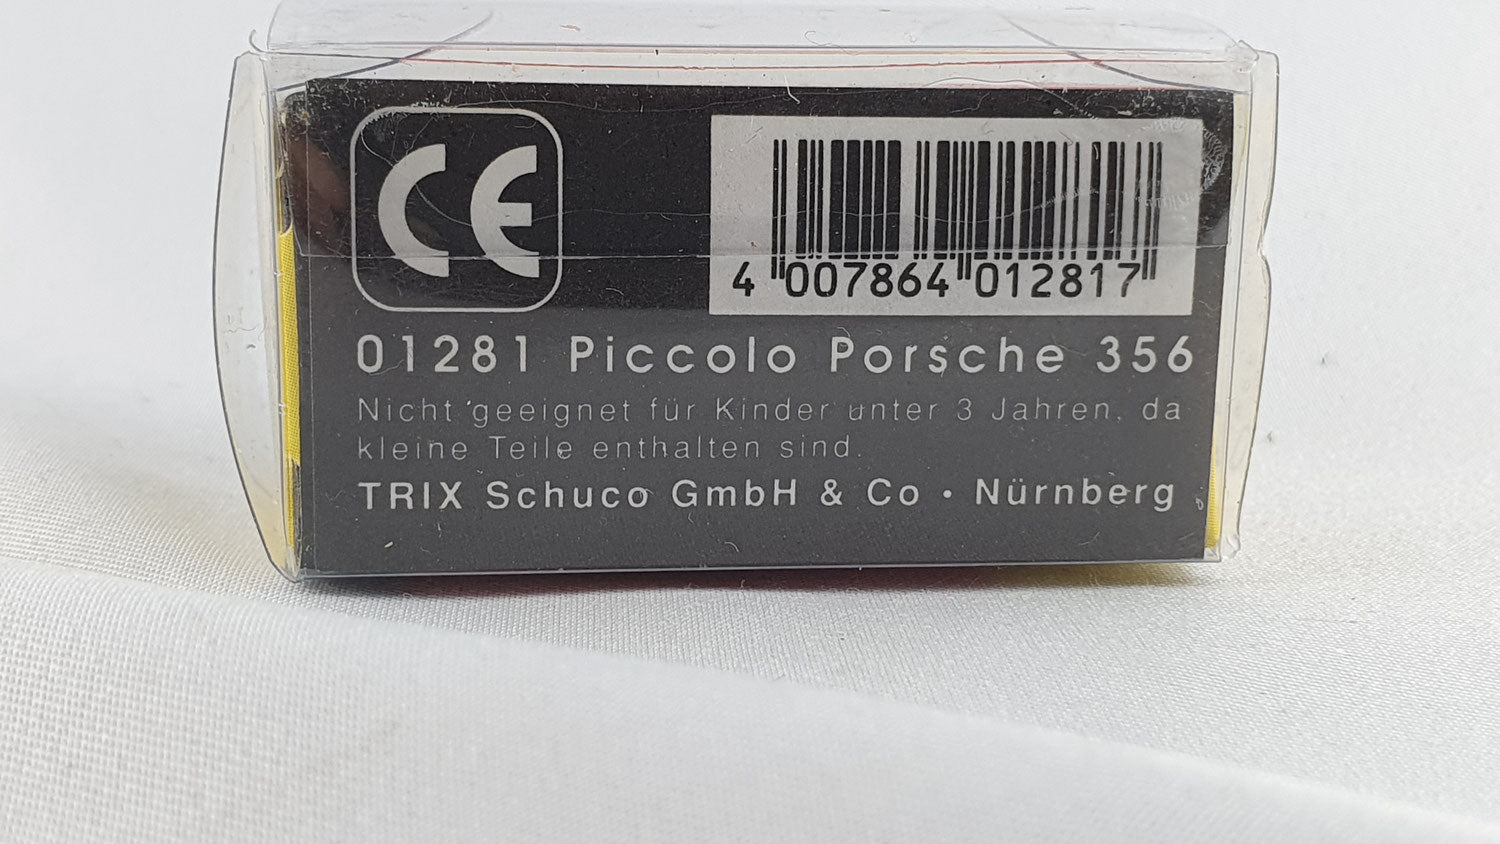 CE
4 007864 012817
01281 Piccolo Porsche 356
Nicht geeignet für Kinder unter 3 Jahren, da
kleine Teile enthalten sind.
TRIX Schuco GmbH & Co • Nürnberg